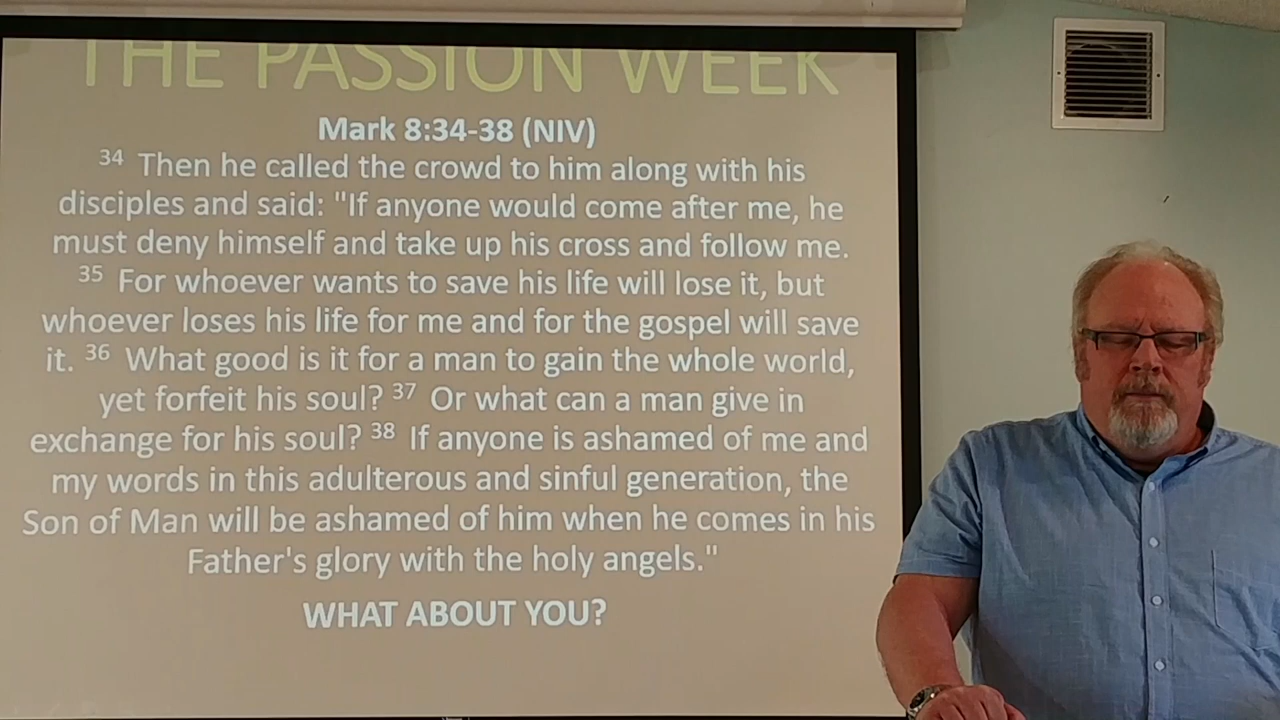 THE PASSION WEEK
Mark 8:34-38 (NIV)
34 Then he called the crowd to him along with his
disciples and said: "If anyone would come after me, he
must deny himself and take up his cross and follow me.
35 For whoever wants to save his life will lose it, but
whoever loses his life for me and for the gospel will save
it. 36 What good is it for a man to gain the whole world,
yet forfeit his soul? 37 Or what can a man give in
exchange for his soul? 38 If anyone is ashamed of me and
my words in this adulterous and sinful generation, the
Son of Man will be ashamed of him when he comes in his
Father's glory with the holy angels."
WHAT ABOUT YOU?